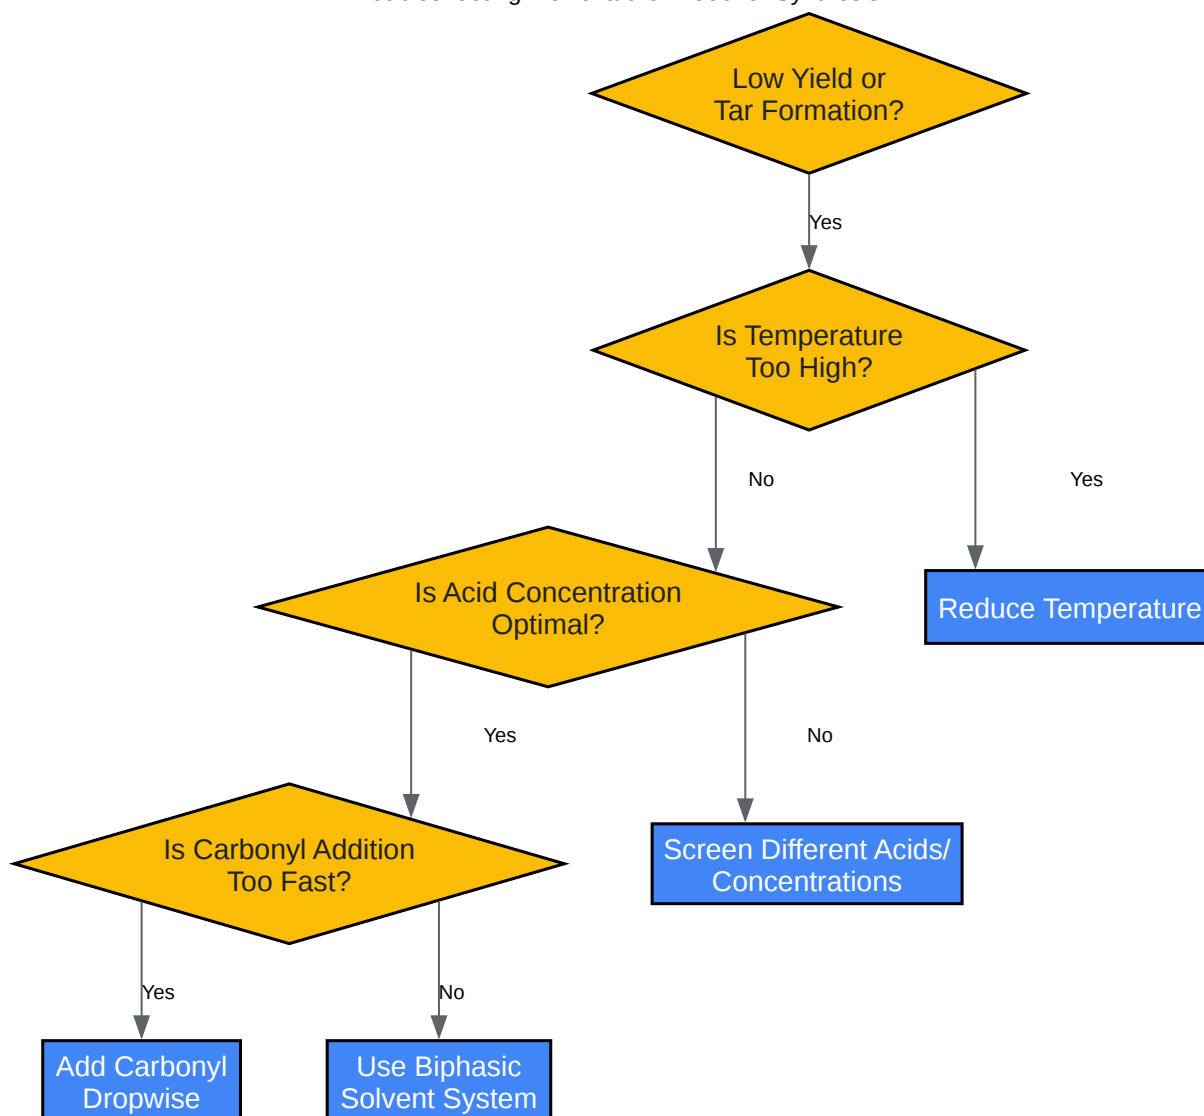 Low Yield or
Tar Formation?
Yes
Is Temperature
Too High?
No
Yes
Is Acid Concentration
Optimal?
Reduce Temperature
Yes
No
Is Carbonyl Addition
Too Fast?
Screen Different Acids/
Concentrations
Yes
No
Add Carbonyl
Dropwise
Use Biphasic
Solvent System